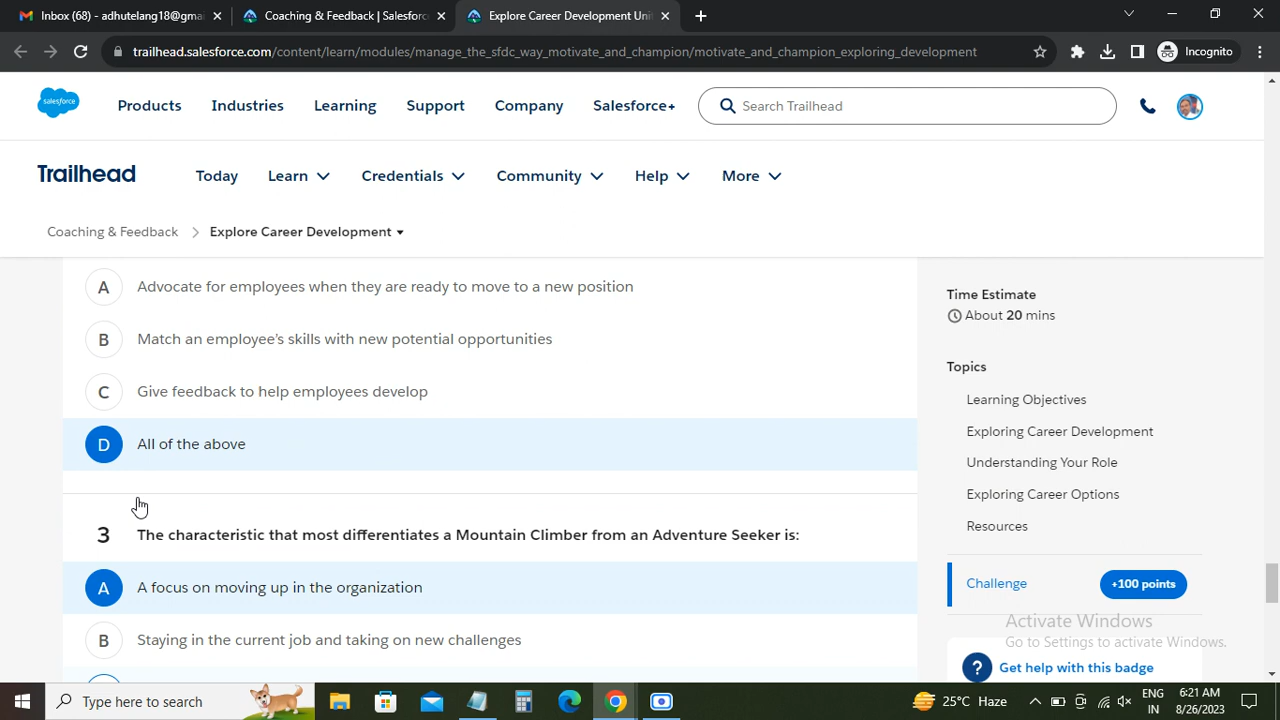 Inbox (68) - adhutelang18@gma
Coaching & Feedback | Salesforc
Explore Career Development Uni
trailhead.salesforce.com/content/learn/modules/manage_the_sfdc_way_motivate_and_champion/motivate_and_champion_exploring_development
Incognito
salesforce
Products
Industries
Learning
Support
Company
Salesforce+
Search Trailhead
Trailhead
Today
Learn
Credentials
Community
Help
More
Coaching & Feedback
Explore Career Development
A Advocate for employees when they are ready to move to a new position
B Match an employee's skills with new potential opportunities
C Give feedback to help employees develop
D All of the above
3 The characteristic that most differentiates a Mountain Climber from an Adventure Seeker is:
A A focus on moving up in the organization
B Staying in the current job and taking on new challenges
Time Estimate
About 20 mins
Topics
Learning Objectives
Exploring Career Development
Understanding Your Role
Exploring Career Options
Resources
Challenge
+100 points
Activate Windows
Go to Settings to activate Windows.
? Get help with this badge
Type here to search
25°C Haze
ENG
IN
6:21 AM
8/26/2023